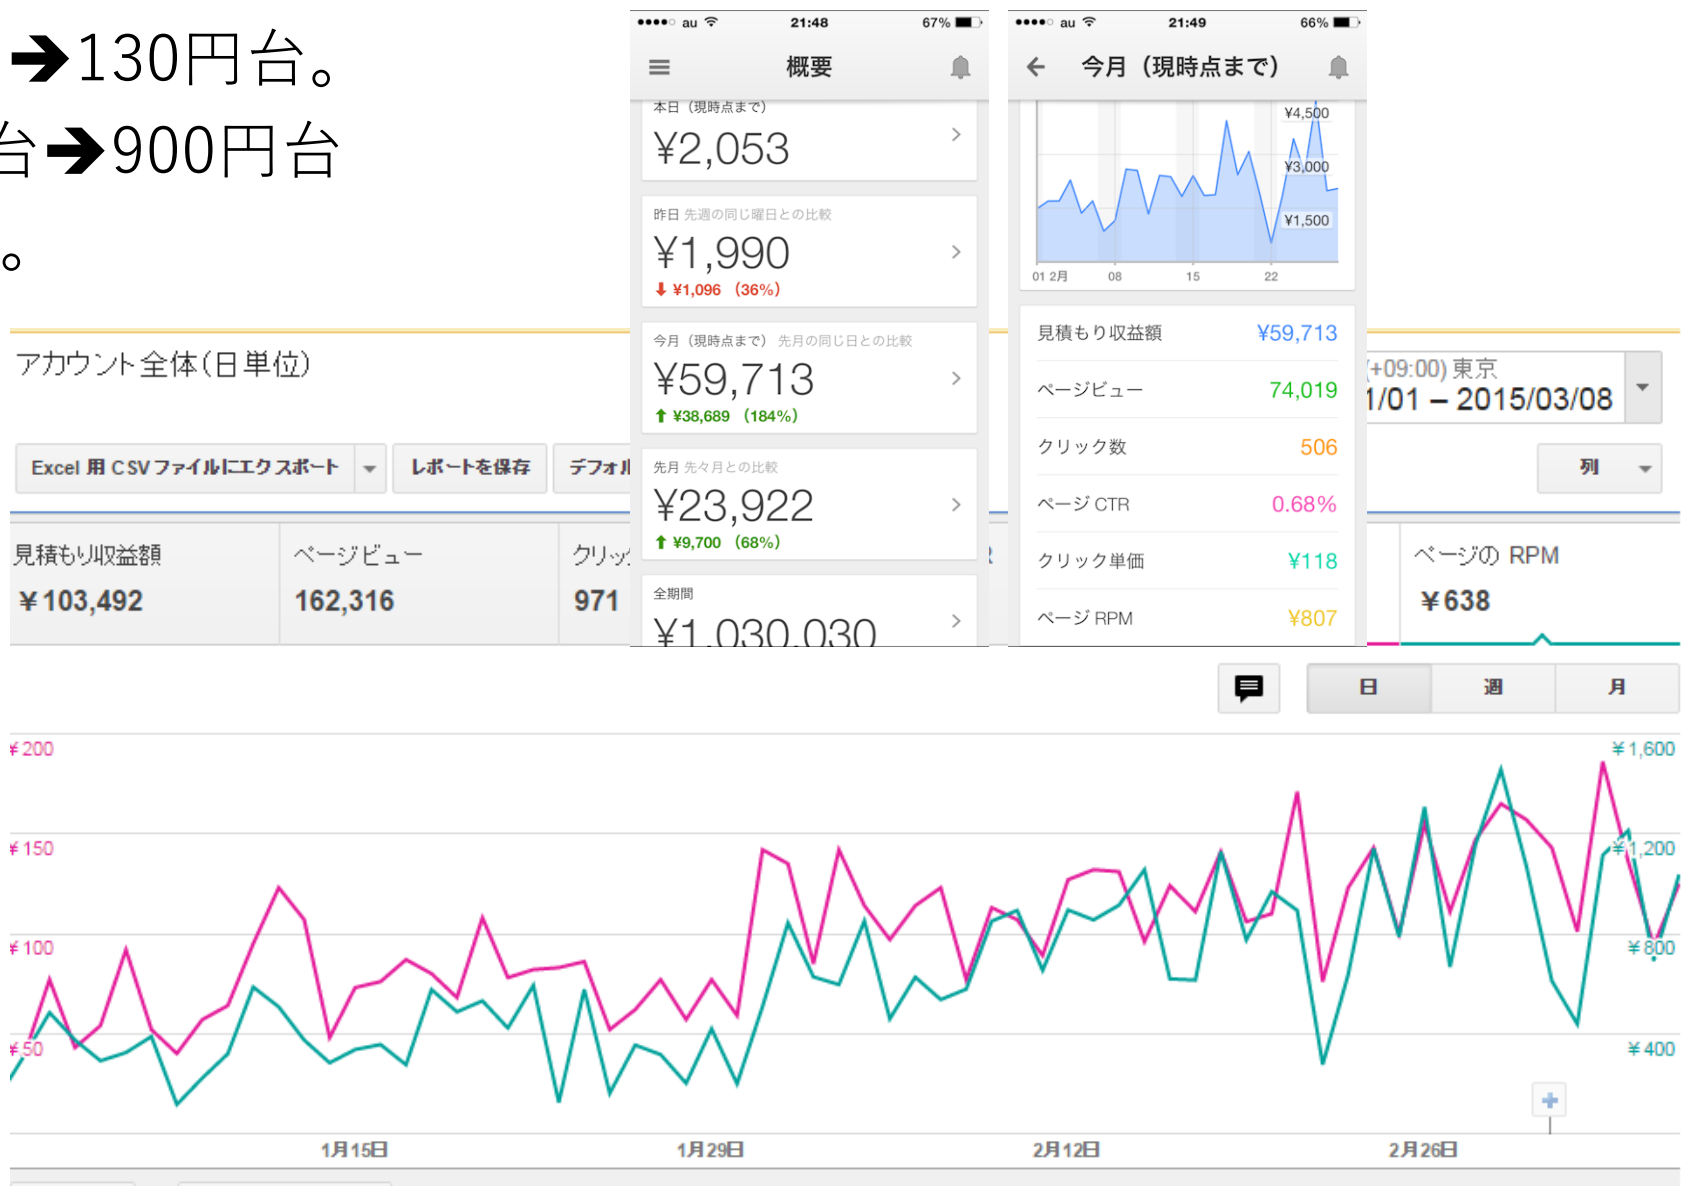 ➔130円台。
台➔900円台
。
au 21:48 67%
概要
本日（現時点まで）
¥2,053
昨日 先週の同じ曜日との比較
¥1,990
¥1,096 （36%）
今月（現時点まで） 先月の同じ日との比較
¥59,713
¥38,689 （184%）
先月 先々月との比較
¥23,922
¥9,700 （68%）
全期間
¥1,030,030
au 21:49 66%
今月（現時点まで）
¥4,500
¥3,000
¥1,500
01 2月 08 15 22
見積もり収益額 ¥59,713
ページビュー 74,019
クリック数 506
ページ CTR 0.68%
クリック単価 ¥118
ページ RPM ¥807
アカウント全体（日単位）
(+09:00) 東京
1/01 – 2015/03/08
Excel 用 CSV ファイルにエクスポート
レポートを保存
デフォル
列
見積もり収益額
¥103,492
ページビュー
162,316
クリッ
971
ページの RPM
¥638
日 週 月
¥200 ¥1,600
¥150 ¥1,200
¥100 ¥800
¥50 ¥400
1月15日 1月29日 2月12日 2月26日